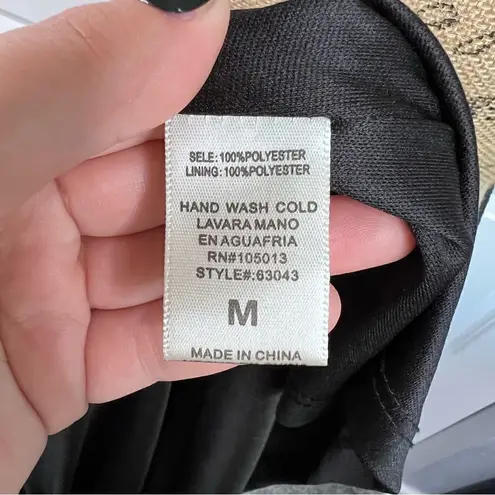 SELE: 100%POLYESTER
LINING: 100%POLYESTER
HAND WASH COLD
LAVARA MANO
EN AGUAFRIA
RN#105013
STYLE#:63043
M
MADE IN CHINA